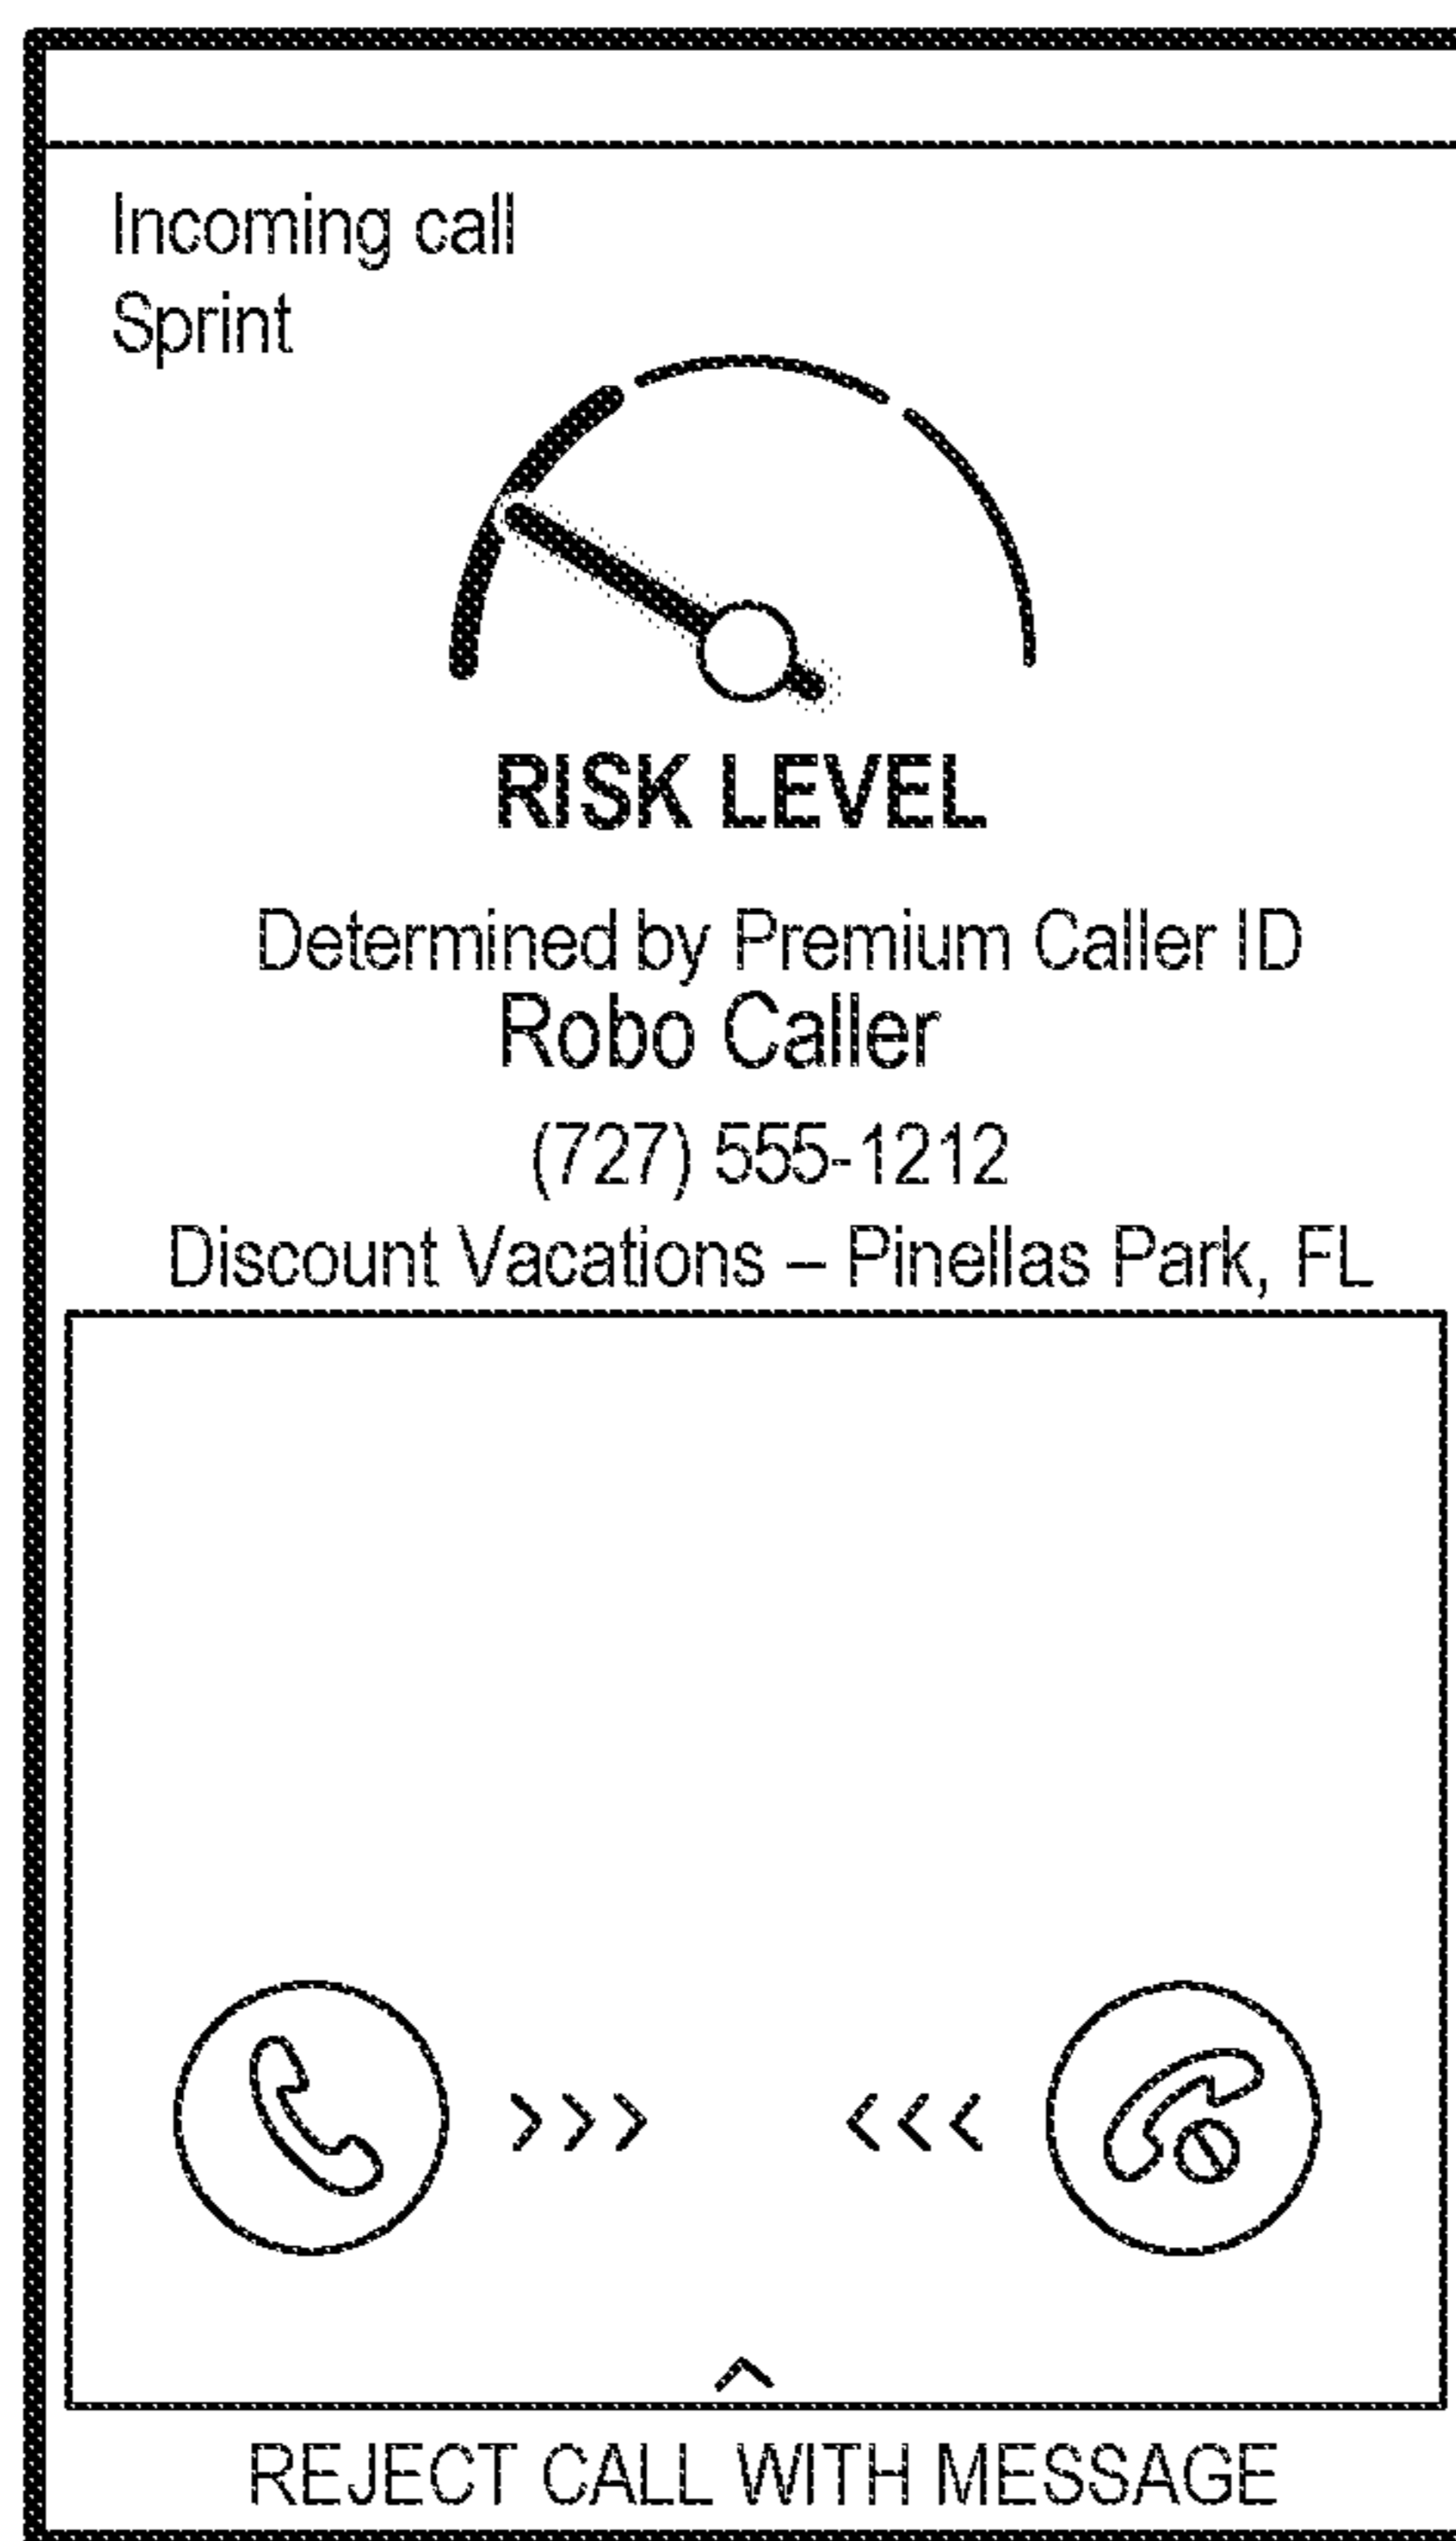 Incoming call
Sprint
RISK LEVEL
Determined by Premium Caller ID
Robo Caller
(727) 555-1212
Discount Vacations – Pinellas Park, FL
REJECT CALL WITH MESSAGE